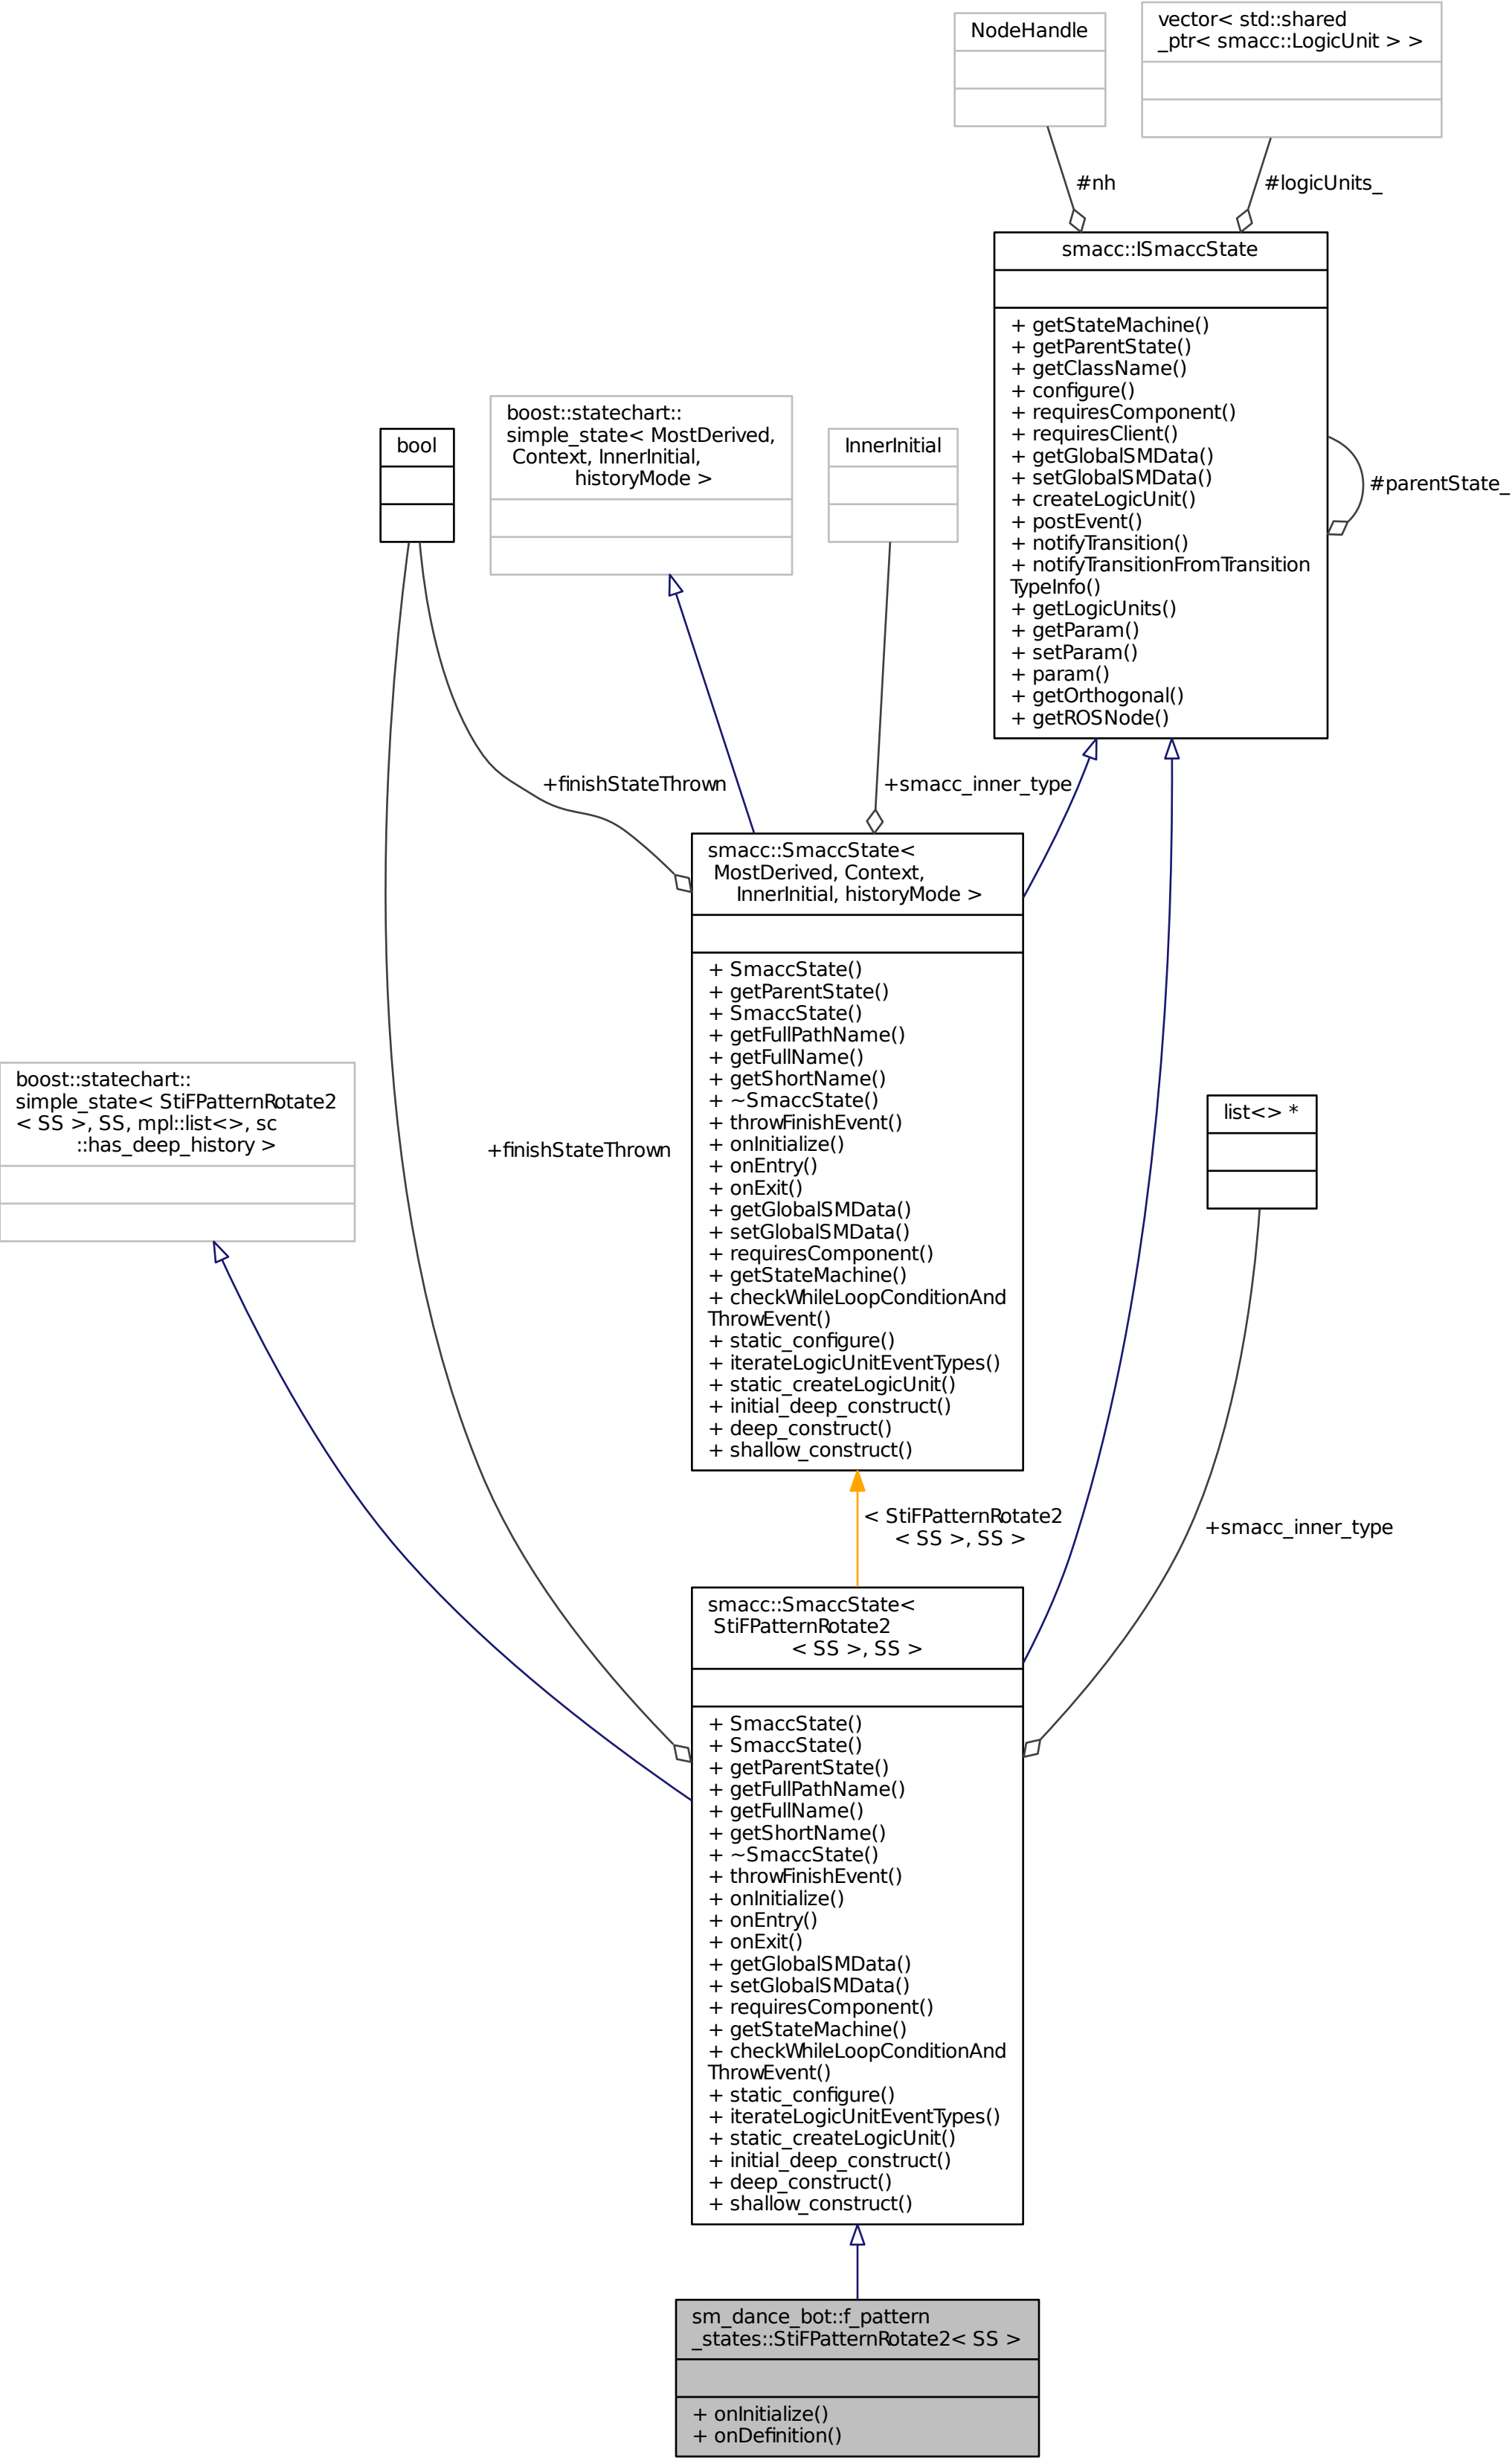 NodeHandle
vector< std::shared
_ptr< smacc::LogicUnit > >
#nh
#logicUnits_
smacc::ISmaccState
+ getStateMachine()
+ getParentState()
+ getClassName()
+ configure()
+ requiresComponent()
+ requiresClient()
+ getGlobalSMData()
+ setGlobalSMData()
+ createLogicUnit()
+ postEvent()
+ notifyTransition()
+ notifyTransitionFromTransition
TypeInfo()
+ getLogicUnits()
+ getParam()
+ setParam()
+ param()
+ getOrthogonal()
+ getROSNode()
#parentState_
bool
boost::statechart::
simple_state< MostDerived,
Context, InnerInitial,
historyMode >
InnerInitial
+finishStateThrown
+smacc_inner_type
smacc::SmaccState<
MostDerived, Context,
InnerInitial, historyMode >
+ SmaccState()
+ getParentState()
+ SmaccState()
+ getFullPathName()
+ getFullName()
+ getShortName()
+ ~SmaccState()
+ throwFinishEvent()
+ onInitialize()
+ onEntry()
+ onExit()
+ getGlobalSMData()
+ setGlobalSMData()
+ requiresComponent()
+ getStateMachine()
+ checkWhileLoopConditionAnd
ThrowEvent()
+ static_configure()
+ iterateLogicUnitEventTypes()
+ static_createLogicUnit()
+ initial_deep_construct()
+ deep_construct()
+ shallow_construct()
boost::statechart::
simple_state< StiFPatternRotate2
< SS >, SS, mpl::list<>, sc
::has_deep_history >
+finishStateThrown
list<> *
< StiFPatternRotate2
< SS >, SS >
+smacc_inner_type
smacc::SmaccState<
StiFPatternRotate2
< SS >, SS >
+ SmaccState()
+ SmaccState()
+ getParentState()
+ getFullPathName()
+ getFullName()
+ getShortName()
+ ~SmaccState()
+ throwFinishEvent()
+ onInitialize()
+ onEntry()
+ onExit()
+ getGlobalSMData()
+ setGlobalSMData()
+ requiresComponent()
+ getStateMachine()
+ checkWhileLoopConditionAnd
ThrowEvent()
+ static_configure()
+ iterateLogicUnitEventTypes()
+ static_createLogicUnit()
+ initial_deep_construct()
+ deep_construct()
+ shallow_construct()
sm_dance_bot::f_pattern
_states::StiFPatternRotate2< SS >
+ onInitialize()
+ onDefinition()